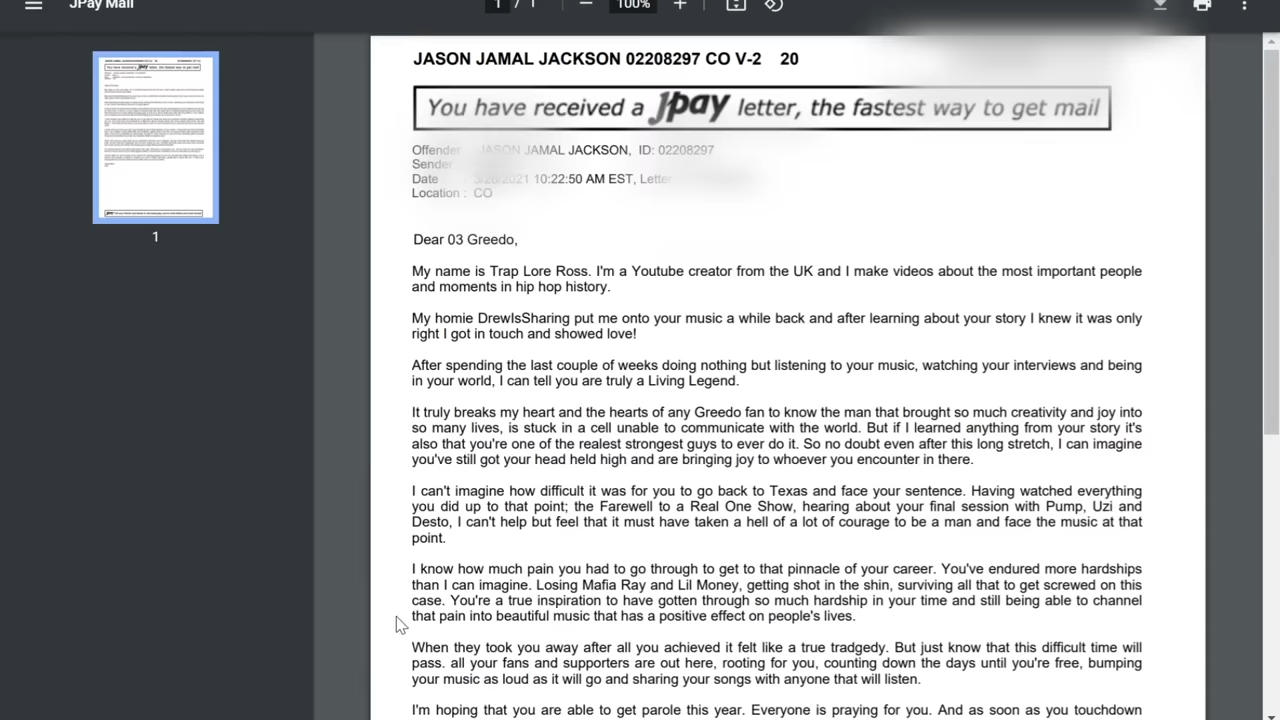 JPay Mail
1 / 1
100%
1
JASON JAMAL JACKSON 02208297 CO V-2 20
You have received a Jpay letter, the fastest way to get mail
Offender JASON JAMAL JACKSON, ID: 02208297
Sender
Date /2021 10:22:50 AM EST, Letter
Location : CO
Dear 03 Greedo,
My name is Trap Lore Ross. I'm a Youtube creator from the UK and I make videos about the most important people
and moments in hip hop history.
My homie DrewIsSharing put me onto your music a while back and after learning about your story I knew it was only
right I got in touch and showed love!
After spending the last couple of weeks doing nothing but listening to your music, watching your interviews and being
in your world, I can tell you are truly a Living Legend.
It truly breaks my heart and the hearts of any Greedo fan to know the man that brought so much creativity and joy into
so many lives, is stuck in a cell unable to communicate with the world. But if I learned anything from your story it's
also that you're one of the realest strongest guys to ever do it. So no doubt even after this long stretch, I can imagine
you've still got your head held high and are bringing joy to whoever you encounter in there.
I can't imagine how difficult it was for you to go back to Texas and face your sentence. Having watched everything
you did up to that point; the Farewell to a Real One Show, hearing about your final session with Pump, Uzi and
Desto, I can't help but feel that it must have taken a hell of a lot of courage to be a man and face the music at that
point.
I know how much pain you had to go through to get to that pinnacle of your career. You've endured more hardships
than I can imagine. Losing Mafia Ray and Lil Money, getting shot in the shin, surviving all that to get screwed on this
case. You're a true inspiration to have gotten through so much hardship in your time and still being able to channel
that pain into beautiful music that has a positive effect on people's lives.
When they took you away after all you achieved it felt like a true tradgedy. But just know that this difficult time will
pass. all your fans and supporters are out here, rooting for you, counting down the days until you're free, bumping
your music as loud as it will go and sharing your songs with anyone that will listen.
I'm hoping that you are able to get parole this year. Everyone is praying for you. And as soon as you touchdown